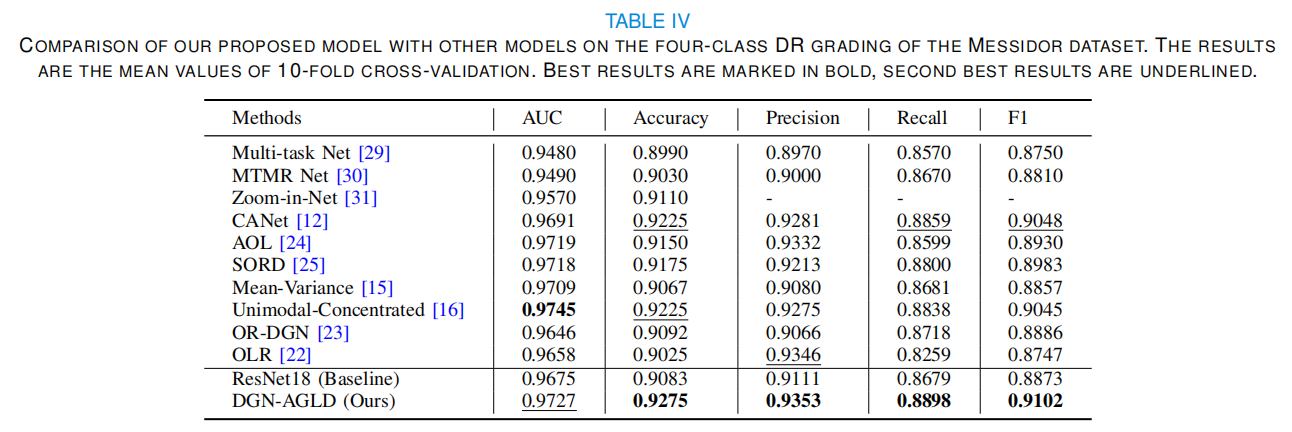 TABLE IV
COMPARISON OF OUR PROPOSED MODEL WITH OTHER MODELS ON THE FOUR-CLASS DR GRADING OF THE MESSIDOR DATASET. THE RESULTS
ARE THE MEAN VALUES OF 10-FOLD CROSS-VALIDATION. BEST RESULTS ARE MARKED IN BOLD, SECOND BEST RESULTS ARE UNDERLINED.
Methods AUC Accuracy Precision Recall F1
Multi-task Net [29] 0.9480 0.8990 0.8970 0.8570 0.8750
MTMR Net [30] 0.9490 0.9030 0.9000 0.8670 0.8810
Zoom-in-Net [31] 0.9570 0.9110 - - -
CANet [12] 0.9691 0.9225 0.9281 0.8859 0.9048
AOL [24] 0.9719 0.9150 0.9332 0.8599 0.8930
SORD [25] 0.9718 0.9175 0.9213 0.8800 0.8983
Mean-Variance [15] 0.9709 0.9067 0.9080 0.8681 0.8857
Unimodal-Concentrated [16] 0.9745 0.9225 0.9275 0.8838 0.9045
OR-DGN [23] 0.9646 0.9092 0.9066 0.8718 0.8886
OLR [22] 0.9658 0.9025 0.9346 0.8259 0.8747
ResNet18 (Baseline) 0.9675 0.9083 0.9111 0.8679 0.8873
DGN-AGLD (Ours) 0.9727 0.9275 0.9353 0.8898 0.9102